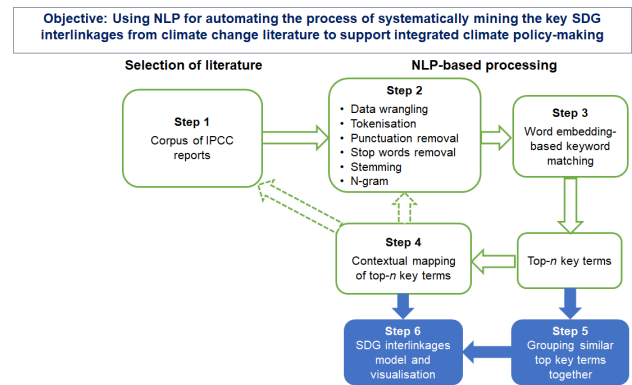 Objective: Using NLP for automating the process of systematically mining the key SDG
interlinkages from climate change literature to support integrated climate policy-making
Selection of literature
NLP-based processing
Step 1
Corpus of IPCC
reports
Step 2
• Data wrangling
• Tokenisation
• Punctuation removal
• Stop words removal
• Stemming
• N-gram
Step 3
Word embedding-
based keyword
matching
Step 4
Contextual mapping
of top-n key terms
Top-n key terms
Step 6
SDG interlinkages
model and
visualisation
Step 5
Grouping similar
top key terms
together